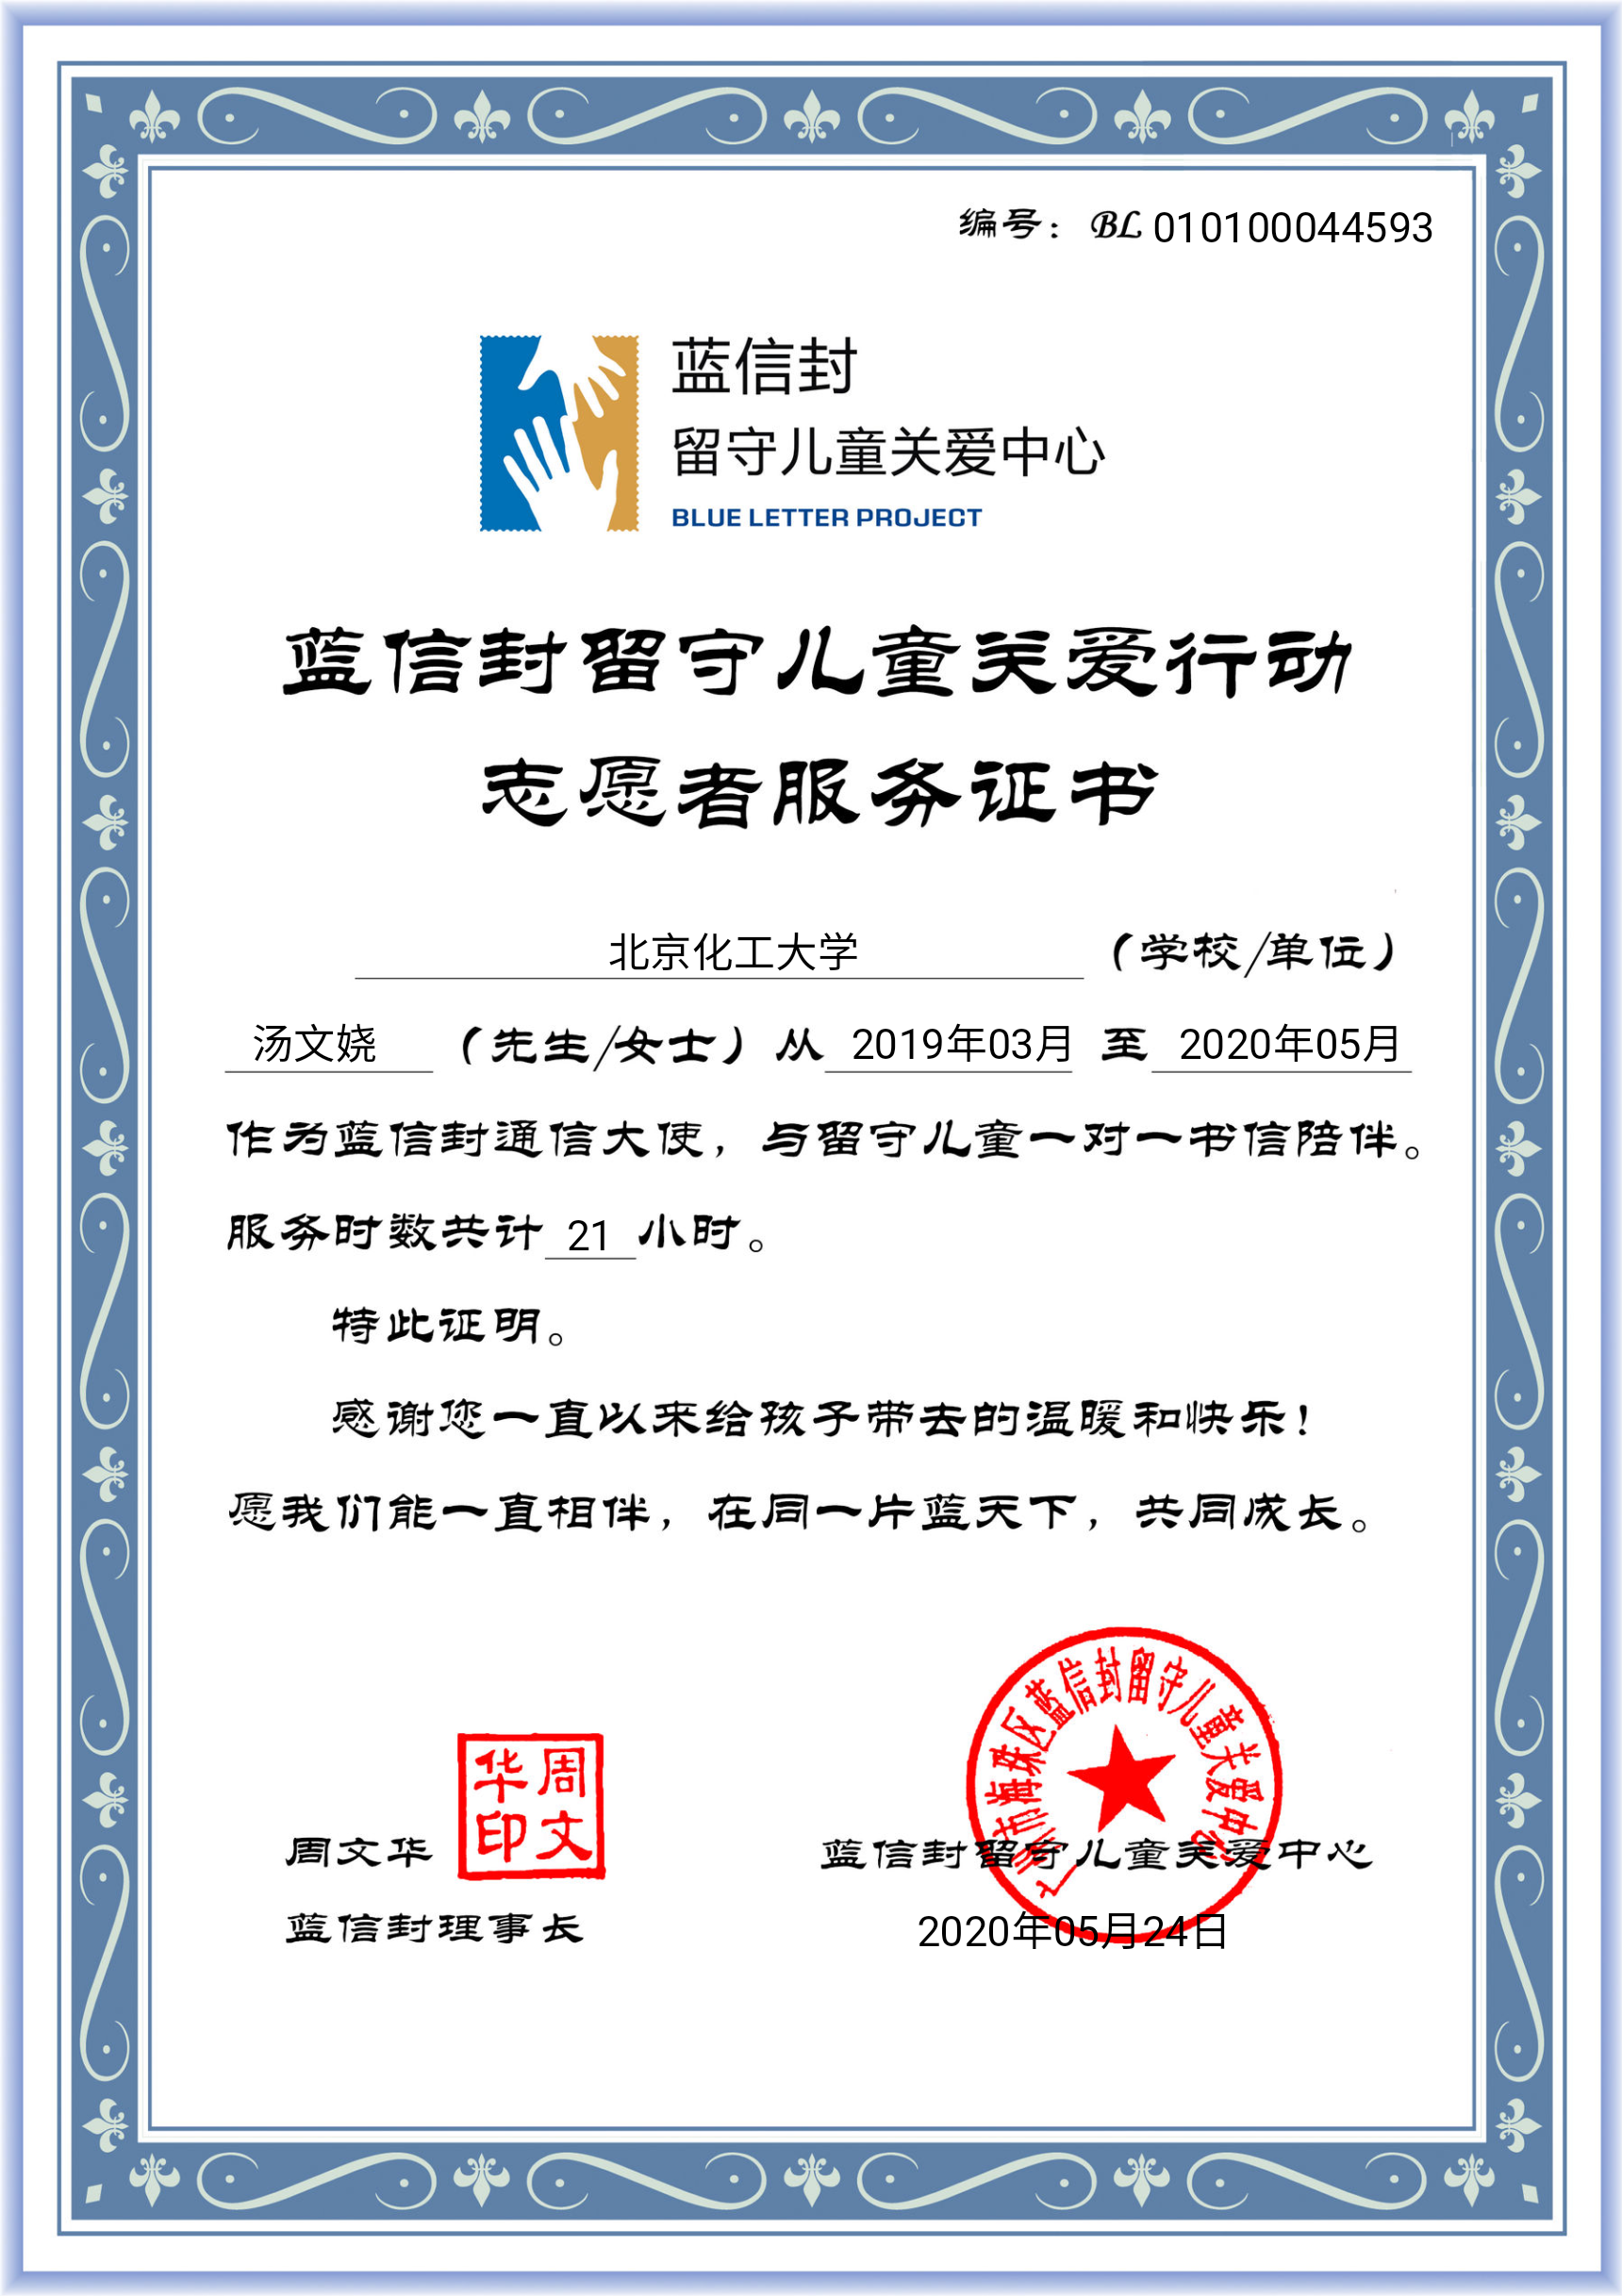 编号：BL 010100044593
蓝信封
留守儿童关爱中心
BLUE LETTER PROJECT
蓝信封留守儿童关爱行动
志愿者服务证书
北京化工大学（学校/单位）
汤文娆（先生/女士）从 2019年03月 至 2020年05月
作为蓝信封通信大使，与留守儿童一对一书信陪伴。
服务时数共计 21 小时。
特此证明。
感谢您一直以来给孩子带去的温暖和快乐！
愿我们能一直相伴，在同一片蓝天下，共同成长。
广州市海珠区蓝信封留守儿童关爱中心
周文华印
周文华
蓝信封留守儿童关爱中心
蓝信封理事长
2020年05月24日